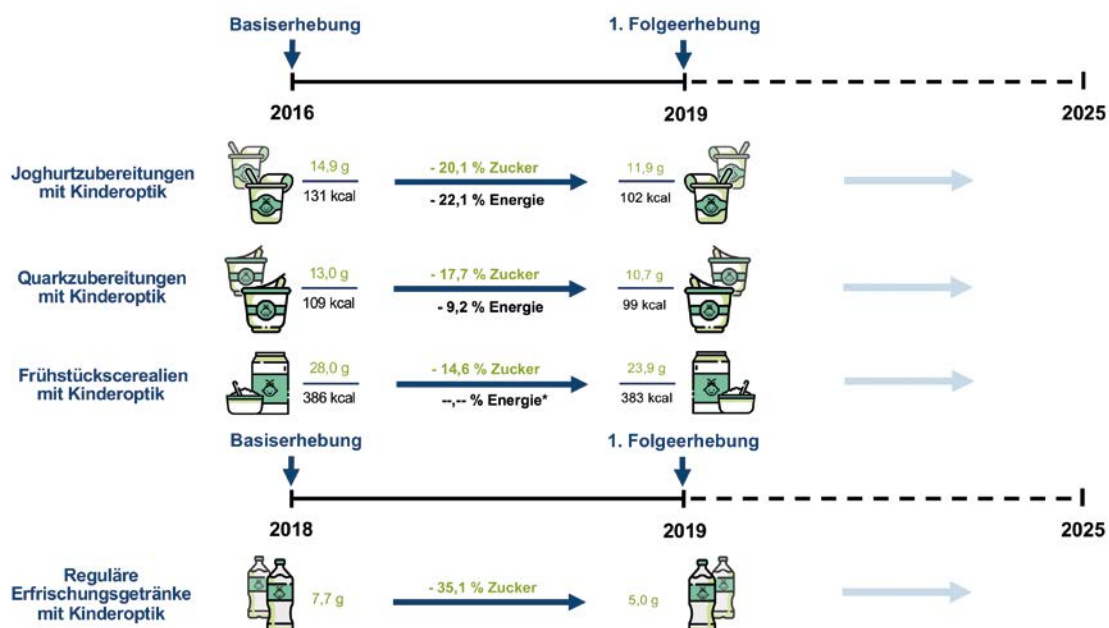 Basiserhebung
1. Folgeerhebung
2016
2019
2025
Joghurtzubereitungen
mit Kinderoptik
14,9 g
131 kcal
- 20,1 % Zucker
- 22,1 % Energie
11,9 g
102 kcal
Quarkzubereitungen
mit Kinderoptik
13,0 g
109 kcal
- 17,7 % Zucker
- 9,2 % Energie
10,7 g
99 kcal
Frühstückscerealien
mit Kinderoptik
28,0 g
386 kcal
- 14,6 % Zucker
--,-- % Energie*
23,9 g
383 kcal
Basiserhebung
1. Folgeerhebung
2018
2019
2025
Reguläre
Erfrischungsgetränke
mit Kinderoptik
7,7 g
- 35,1 % Zucker
5,0 g